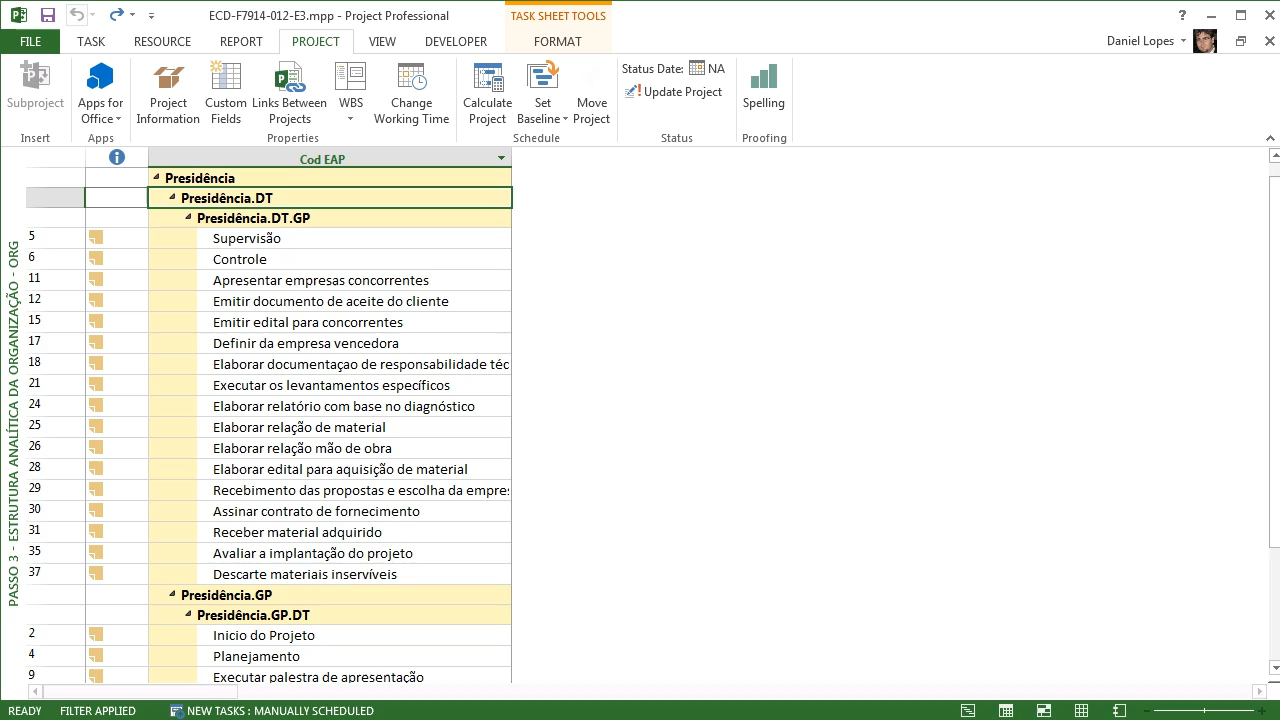 ECD-F7914-012-E3.mpp - Project Professional
TASK SHEET TOOLS
?
FILE TASK RESOURCE REPORT PROJECT VIEW DEVELOPER FORMAT
Daniel Lopes
Subproject
Apps for Office
Project Information
Custom Fields
Links Between Projects
WBS
Change Working Time
Calculate Project
Set Baseline
Move Project
Status Date: NA
Update Project
Spelling
Insert Apps Properties Schedule Status Proofing
Cod EAP
Presidência
Presidência.DT
Presidência.DT.GP
5 Supervisão
6 Controle
11 Apresentar empresas concorrentes
12 Emitir documento de aceite do cliente
15 Emitir edital para concorrentes
17 Definir da empresa vencedora
18 Elaborar documentaçao de responsabilidade téc
21 Executar os levantamentos específicos
24 Elaborar relatório com base no diagnóstico
25 Elaborar relação de material
26 Elaborar relação mão de obra
28 Elaborar edital para aquisição de material
29 Recebimento das propostas e escolha da empre
30 Assinar contrato de fornecimento
31 Receber material adquirido
35 Avaliar a implantação do projeto
37 Descarte materiais inservíveis
Presidência.GP
Presidência.GP.DT
2 Inicio do Projeto
4 Planejamento
9 Executar palestra de apresentação
PASSO 3 - ESTRUTURA ANALÍTICA DA ORGANIZAÇÃO - ORG
READY FILTER APPLIED NEW TASKS : MANUALLY SCHEDULED